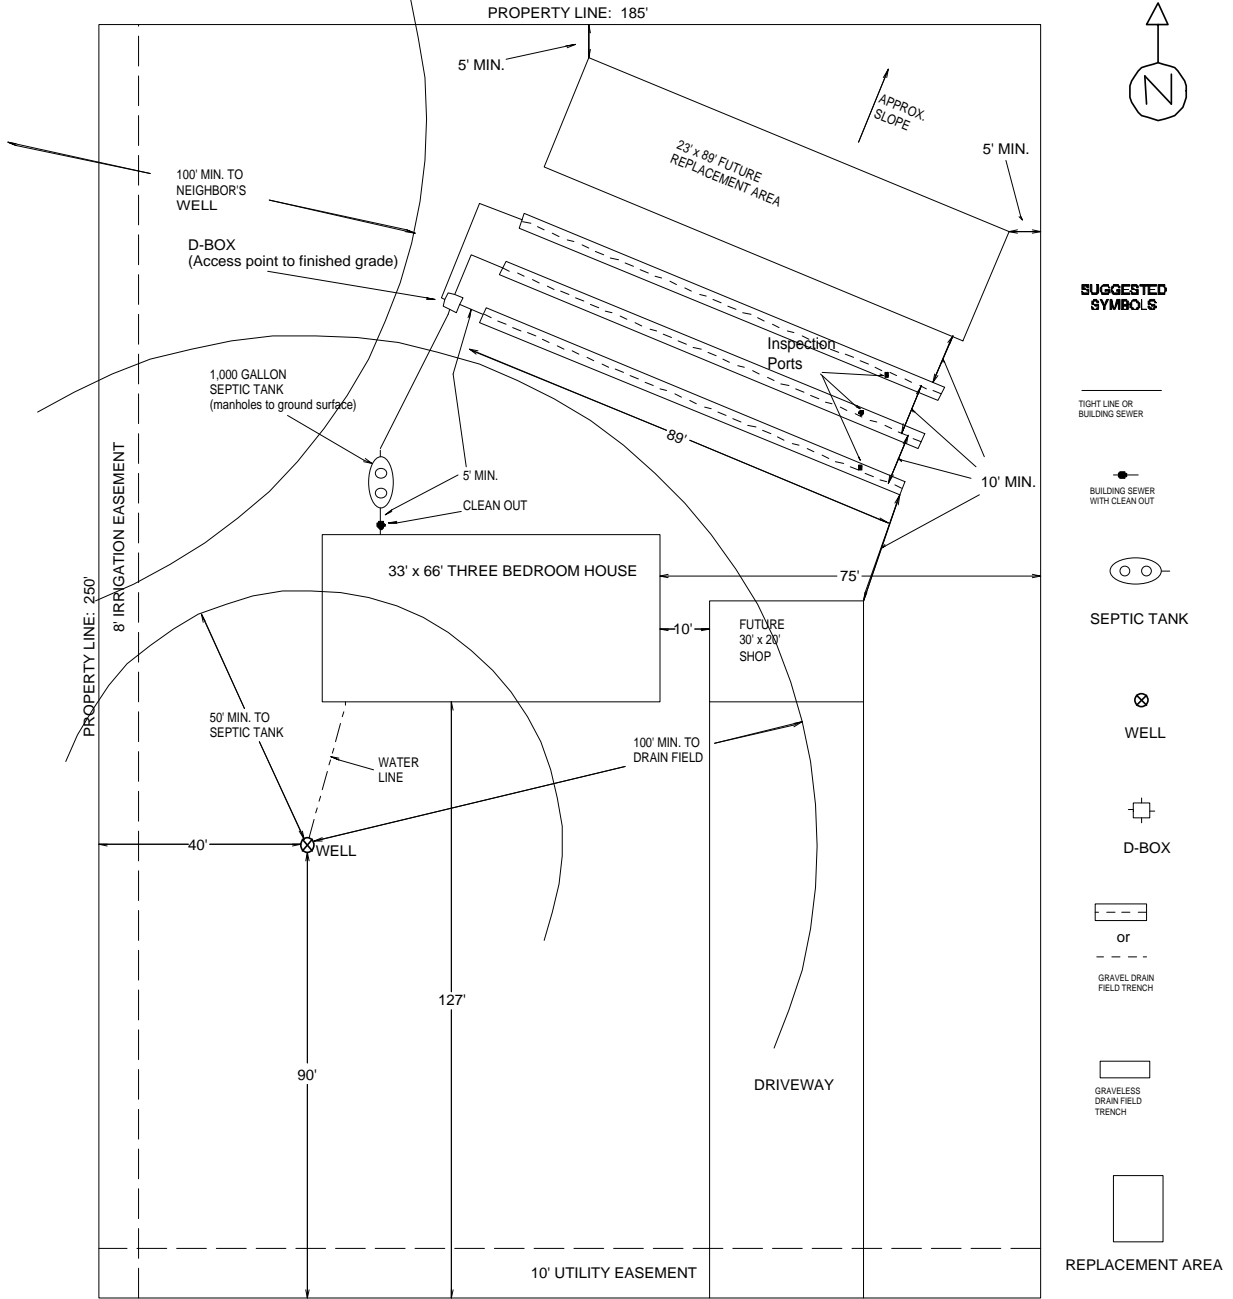 PROPERTY LINE: 185'
5' MIN.
APPROX.
SLOPE
5' MIN.
23' x 89' FUTURE
REPLACEMENT AREA
100' MIN. TO
NEIGHBOR'S
WELL
D-BOX
(Access point to finished grade)
Inspection
Ports
1,000 GALLON
SEPTIC TANK
(manholes to ground surface)
89'
5' MIN.
10' MIN.
CLEAN OUT
8' IRRIGATION EASEMENT
PROPERTY LINE: 250'
33' x 66' THREE BEDROOM HOUSE
75'
10'
FUTURE
30' x 20'
SHOP
50' MIN. TO
SEPTIC TANK
WATER
LINE
100' MIN. TO
DRAIN FIELD
40'
WELL
127'
90'
DRIVEWAY
10' UTILITY EASEMENT
N
SUGGESTED
SYMBOLS
TIGHT LINE OR
BUILDING SEWER
BUILDING SEWER
WITH CLEAN OUT
SEPTIC TANK
WELL
D-BOX
or
GRAVEL DRAIN
FIELD TRENCH
GRAVELESS
DRAIN FIELD
TRENCH
REPLACEMENT AREA